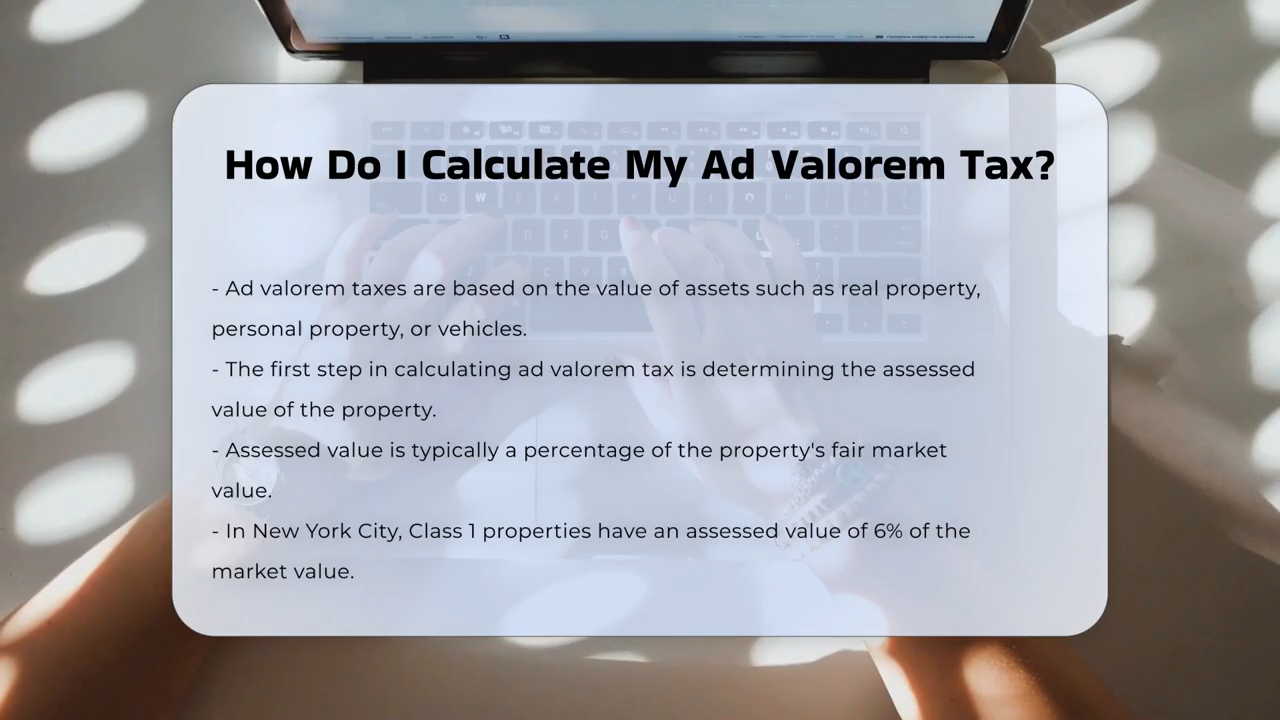 How Do I Calculate My Ad Valorem Tax?
- Ad valorem taxes are based on the value of assets such as real property,
personal property, or vehicles.
- The first step in calculating ad valorem tax is determining the assessed
value of the property.
- Assessed value is typically a percentage of the property's fair market
value.
- In New York City, Class 1 properties have an assessed value of 6% of the
market value.